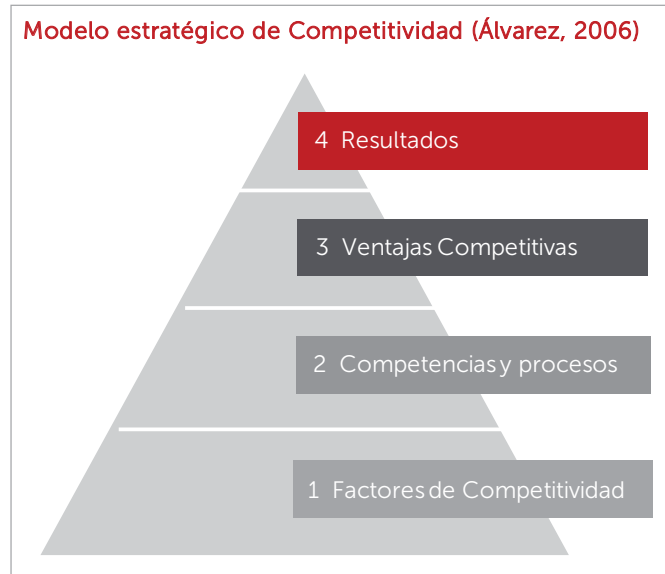 Modelo estratégico de Competitividad (Álvarez, 2006)
4 Resultados
3 Ventajas Competitivas
2 Competencias y procesos
1 Factores de Competitividad